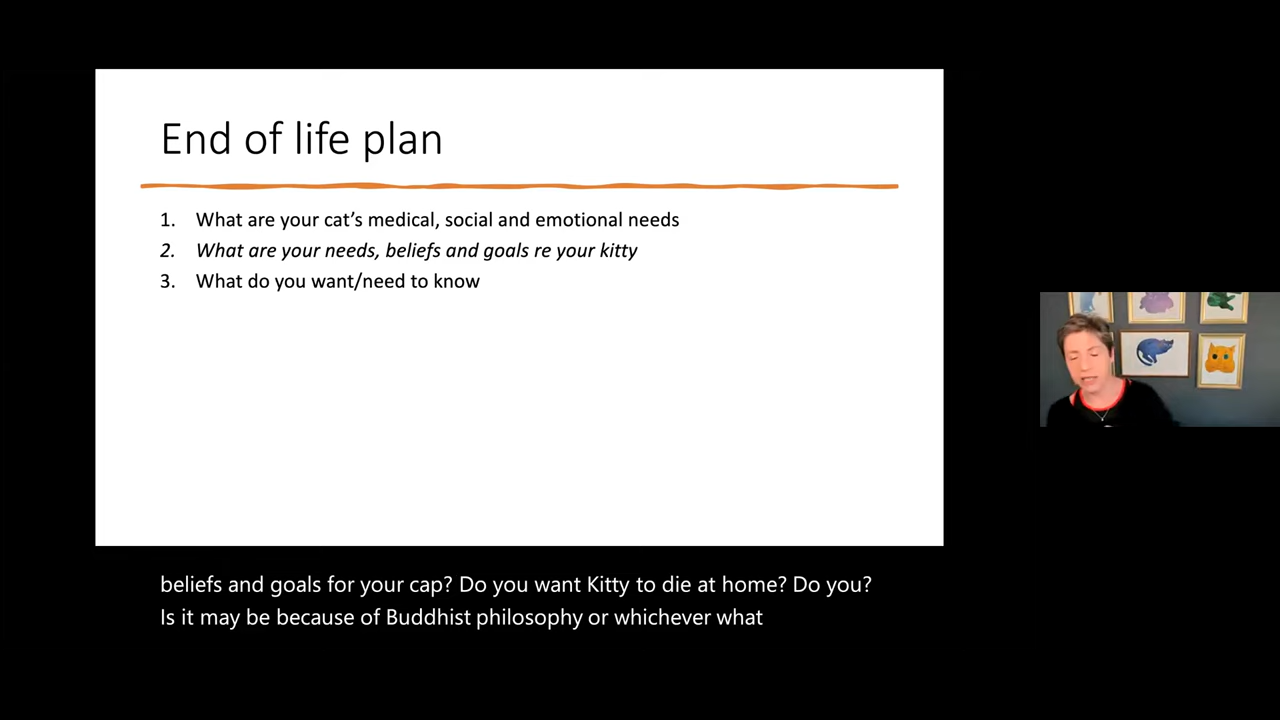 End of life plan
1. What are your cat's medical, social and emotional needs
2. What are your needs, beliefs and goals re your kitty
3. What do you want/need to know
beliefs and goals for your cap? Do you want Kitty to die at home? Do you?
Is it may be because of Buddhist philosophy or whichever what